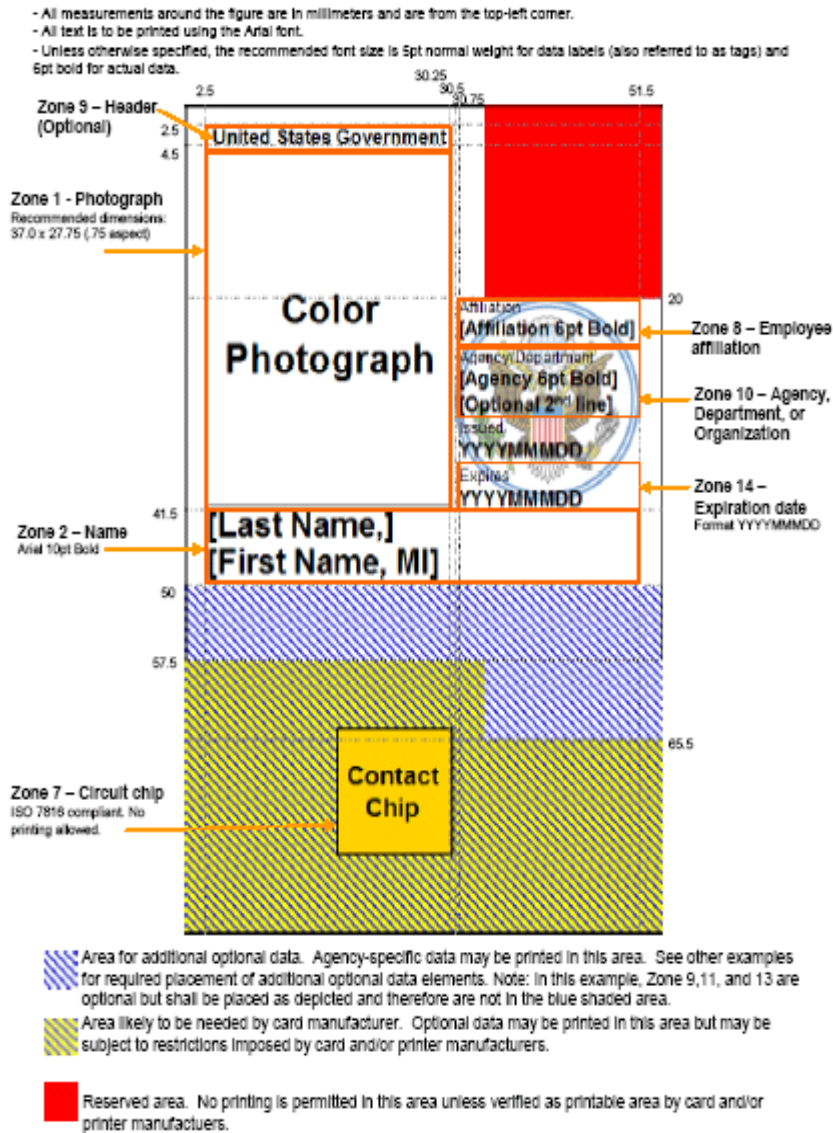 - All measurements around the figure are in millimeters and are from the top-left corner.
- All text is to be printed using the Arial font.
- Unless otherwise specified, the recommended font size is 5pt normal weight for data labels (also referred to as tags) and
6pt bold for actual data.
2.5
30.25
30.5
30.75
51.5
Zone 9 – Header
(Optional)
2.5
4.5
United States Government
Zone 1 - Photograph
Recommended dimensions:
37.0 x 27.75 (.75 aspect)
Color
Photograph
20
Affiliation
[Affiliation 6pt Bold]
Zone 8 – Employee
affiliation
Agency/Department
[Agency 6pt Bold]
[Optional 2nd line]
Zone 10 – Agency,
Department, or
Organization
Issued
YYYYMMMDD
Expires
YYYYMMMDD
Zone 14 –
Expiration date
Format YYYYMMMDD
41.5
Zone 2 – Name
Arial 10pt Bold
[Last Name,]
[First Name, MI]
50
57.5
65.5
Zone 7 – Circuit chip
ISO 7816 compliant. No
printing allowed.
Contact
Chip
Area for additional optional data. Agency-specific data may be printed in this area. See other examples
for required placement of additional optional data elements. Note: In this example, Zone 9,11, and 13 are
optional but shall be placed as depicted and therefore are not in the blue shaded area.
Area likely to be needed by card manufacturer. Optional data may be printed in this area but may be
subject to restrictions imposed by card and/or printer manufacturers.
Reserved area. No printing is permitted in this area unless verified as printable area by card and/or
printer manufactuers.